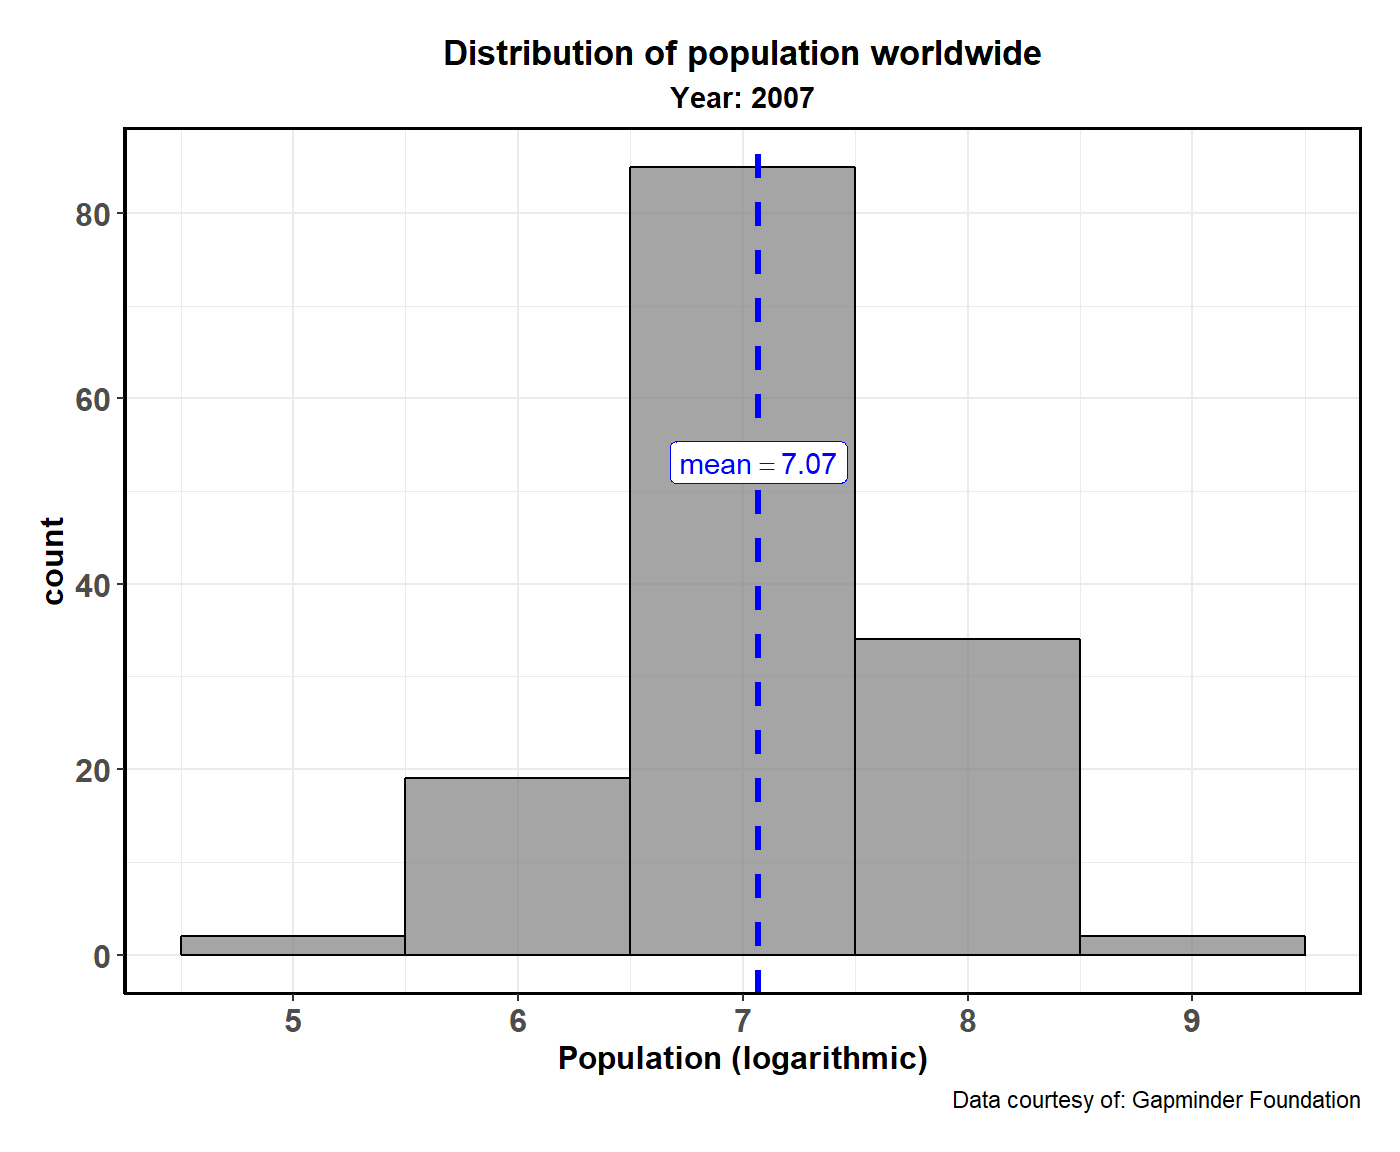 Distribution of population worldwide
Year: 2007
80
60
40
20
0
count
mean = 7.07
5 6 7 8 9
Population (logarithmic)
Data courtesy of: Gapminder Foundation